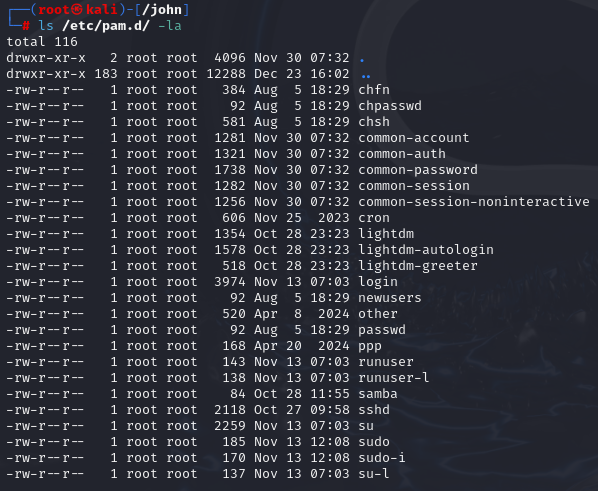 ┌──(root㉿kali)-[/john]
└─# ls /etc/pam.d/ -la
total 116
drwxr-xr-x   2 root root  4096 Nov 30 07:32 .
drwxr-xr-x 183 root root 12288 Dec 23 16:02 ..
-rw-r--r--   1 root root   384 Aug  5 18:29 chfn
-rw-r--r--   1 root root    92 Aug  5 18:29 chpasswd
-rw-r--r--   1 root root   581 Aug  5 18:29 chsh
-rw-r--r--   1 root root  1281 Nov 30 07:32 common-account
-rw-r--r--   1 root root  1321 Nov 30 07:32 common-auth
-rw-r--r--   1 root root  1738 Nov 30 07:32 common-password
-rw-r--r--   1 root root  1282 Nov 30 07:32 common-session
-rw-r--r--   1 root root  1256 Nov 30 07:32 common-session-noninteractive
-rw-r--r--   1 root root   606 Nov 25  2023 cron
-rw-r--r--   1 root root  1354 Oct 28 23:23 lightdm
-rw-r--r--   1 root root  1578 Oct 28 23:23 lightdm-autologin
-rw-r--r--   1 root root   518 Oct 28 23:23 lightdm-greeter
-rw-r--r--   1 root root  3974 Nov 13 07:03 login
-rw-r--r--   1 root root    92 Aug  5 18:29 newusers
-rw-r--r--   1 root root   520 Apr  8  2024 other
-rw-r--r--   1 root root    92 Aug  5 18:29 passwd
-rw-r--r--   1 root root   168 Apr 20  2024 ppp
-rw-r--r--   1 root root   143 Nov 13 07:03 runuser
-rw-r--r--   1 root root   138 Nov 13 07:03 runuser-l
-rw-r--r--   1 root root    84 Oct 28 11:55 samba
-rw-r--r--   1 root root  2118 Oct 27 09:58 sshd
-rw-r--r--   1 root root  2259 Nov 13 07:03 su
-rw-r--r--   1 root root   185 Nov 13 12:08 sudo
-rw-r--r--   1 root root   170 Nov 13 12:08 sudo-i
-rw-r--r--   1 root root   137 Nov 13 07:03 su-l